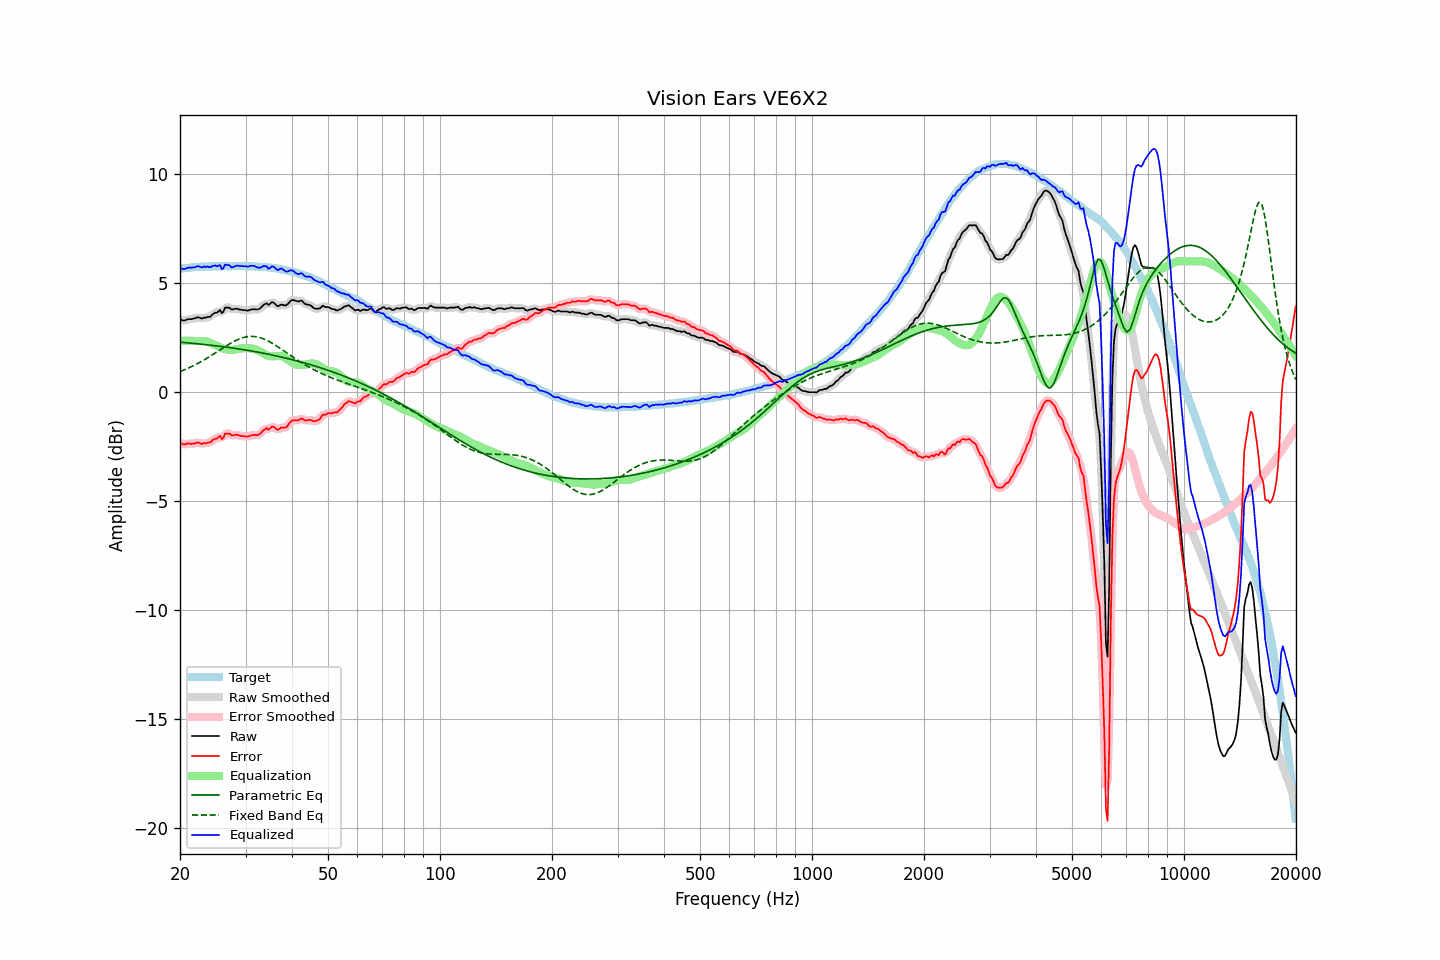 Vision Ears VE6X2
Amplitude (dBr)
10
5
0
−5
−10
−15
−20
Target
Raw Smoothed
Error Smoothed
Raw
Error
Equalization
Parametric Eq
Fixed Band Eq
Equalized
20
50
100
200
500
1000
2000
5000
10000
20000
Frequency (Hz)